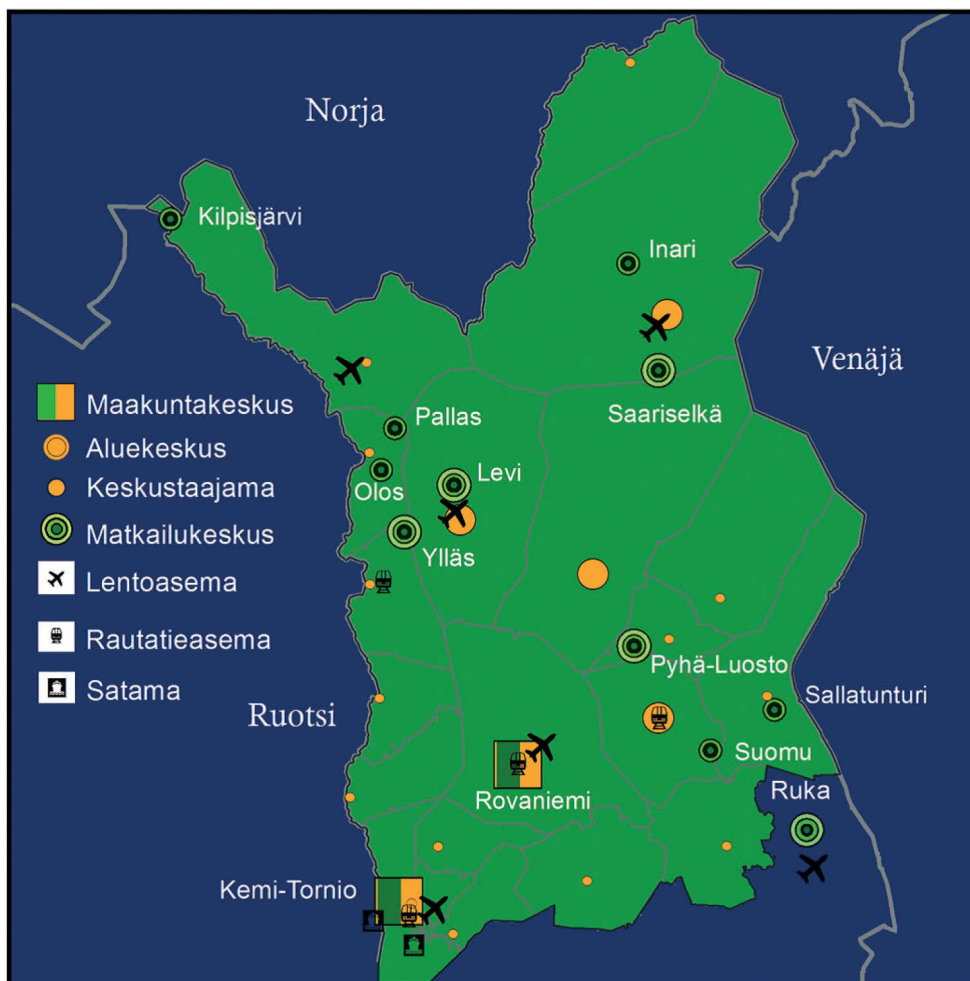 Norja
Kilpisjärvi
Inari
Venäjä
Saariselkä
Maakuntakeskus
Aluekeskus
Keskustaajama
Matkailukeskus
Lentoasema
Rautatieasema
Satama
Pallas
Levi
Olos
Ylläs
Pyhä-Luosto
Sallatunturi
Ruotsi
Suomu
Rovaniemi
Ruka
Kemi-Tornio